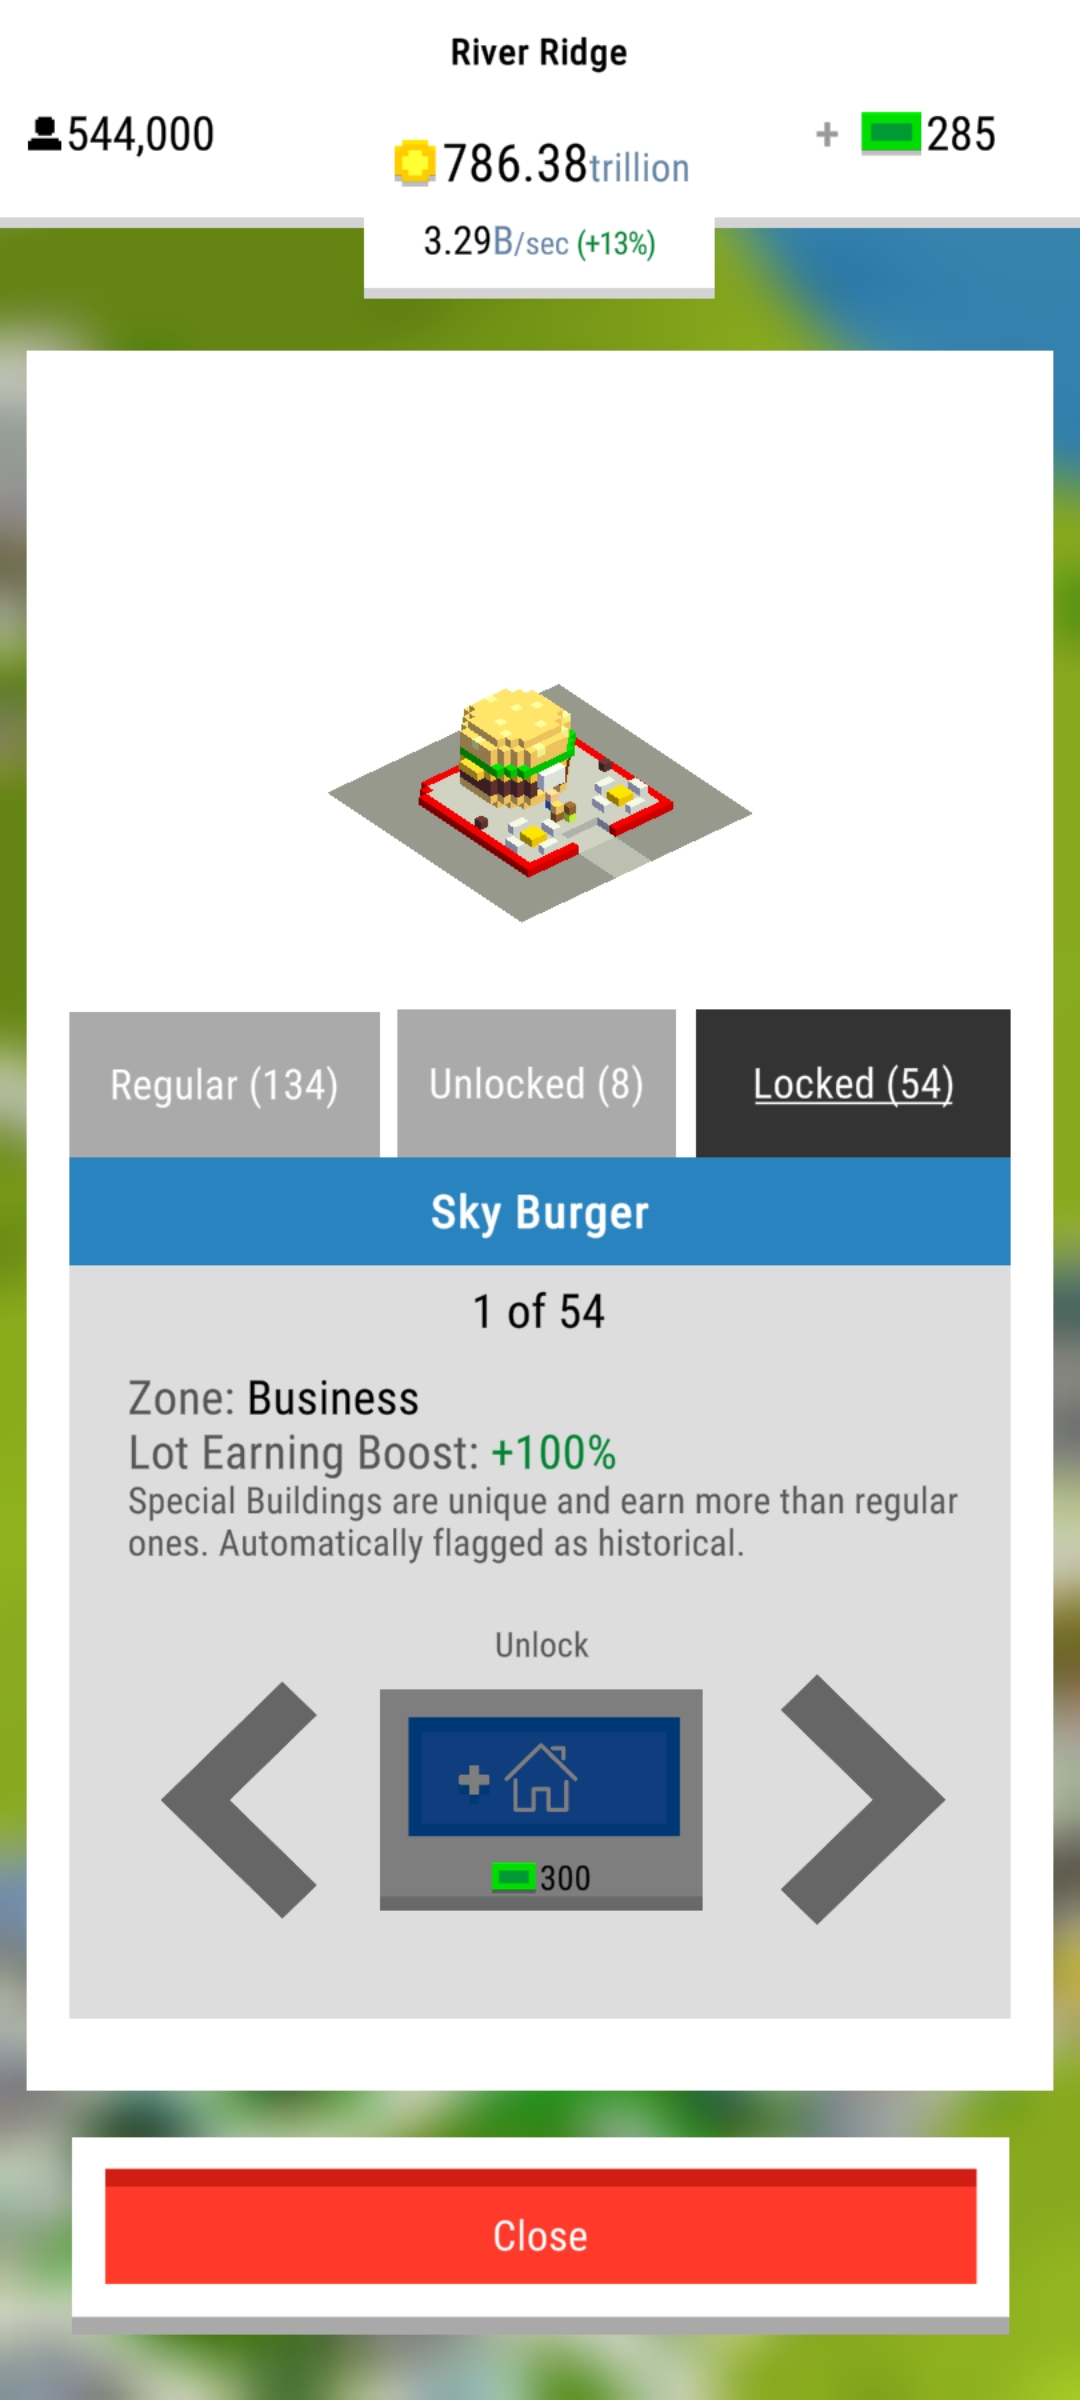 River Ridge
544,000
786.38trillion
+ 285
3.29B/sec (+13%)
Regular (134)
Unlocked (8)
Locked (54)
Sky Burger
1 of 54
Zone: Business
Lot Earning Boost: +100%
Special Buildings are unique and earn more than regular
ones. Automatically flagged as historical.
Unlock
300
Close